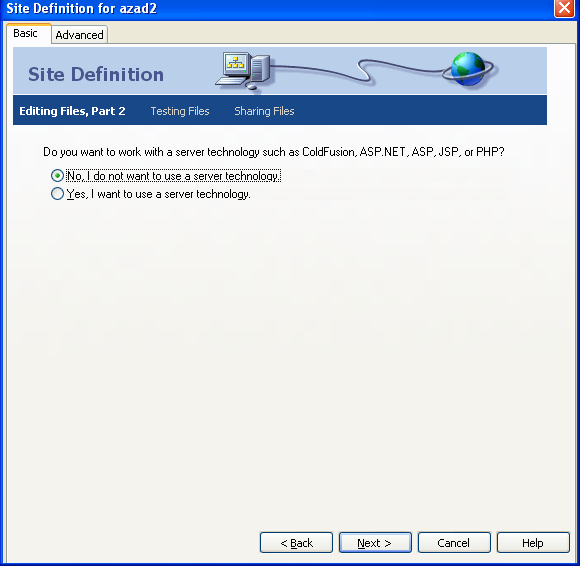 Site Definition for azad2
Basic
Advanced
Site Definition
Editing Files, Part 2 Testing Files Sharing Files
Do you want to work with a server technology such as ColdFusion, ASP.NET, ASP, JSP, or PHP?
No, I do not want to use a server technology.
Yes, I want to use a server technology.
< Back Next > Cancel Help